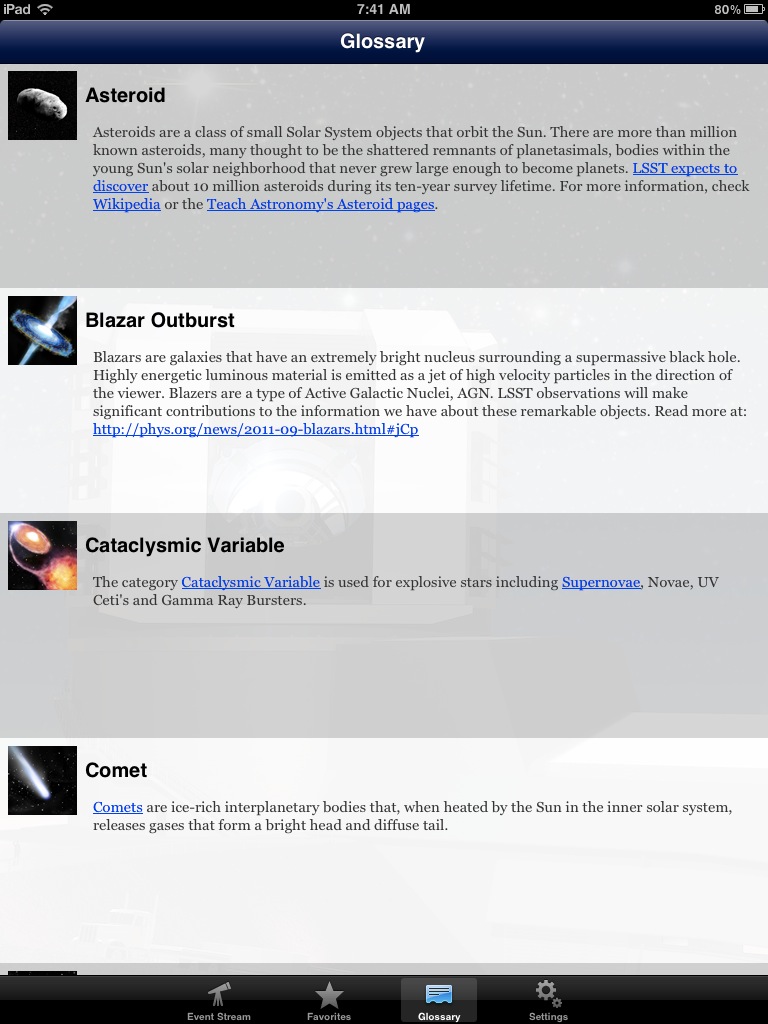 iPad 7:41 AM 80%
Glossary
Asteroid
Asteroids are a class of small Solar System objects that orbit the Sun. There are more than million
known asteroids, many thought to be the shattered remnants of planetasimals, bodies within the
young Sun's solar neighborhood that never grew large enough to become planets. LSST expects to
discover about 10 million asteroids during its ten-year survey lifetime. For more information, check
Wikipedia or the Teach Astronomy's Asteroid pages.
Blazar Outburst
Blazars are galaxies that have an extremely bright nucleus surrounding a supermassive black hole.
Highly energetic luminous material is emitted as a jet of high velocity particles in the direction of
the viewer. Blazers are a type of Active Galactic Nuclei, AGN. LSST observations will make
significant contributions to the information we have about these remarkable objects. Read more at:
http://phys.org/news/2011-09-blazars.html#jCp
Cataclysmic Variable
The category Cataclysmic Variable is used for explosive stars including Supernovae, Novae, UV
Ceti's and Gamma Ray Bursters.
Comet
Comets are ice-rich interplanetary bodies that, when heated by the Sun in the inner solar system,
releases gases that form a bright head and diffuse tail.
Event Stream Favorites Glossary Settings